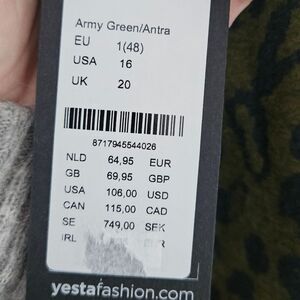 Army Green/Antra
EU 1(48)
USA 16
UK 20
8717945544026
NLD 64,95 EUR
GB 69,95 GBP
USA 106,00 USD
CAN 115,00 CAD
SE 749,00 SEK
IRL
yestafashion.com